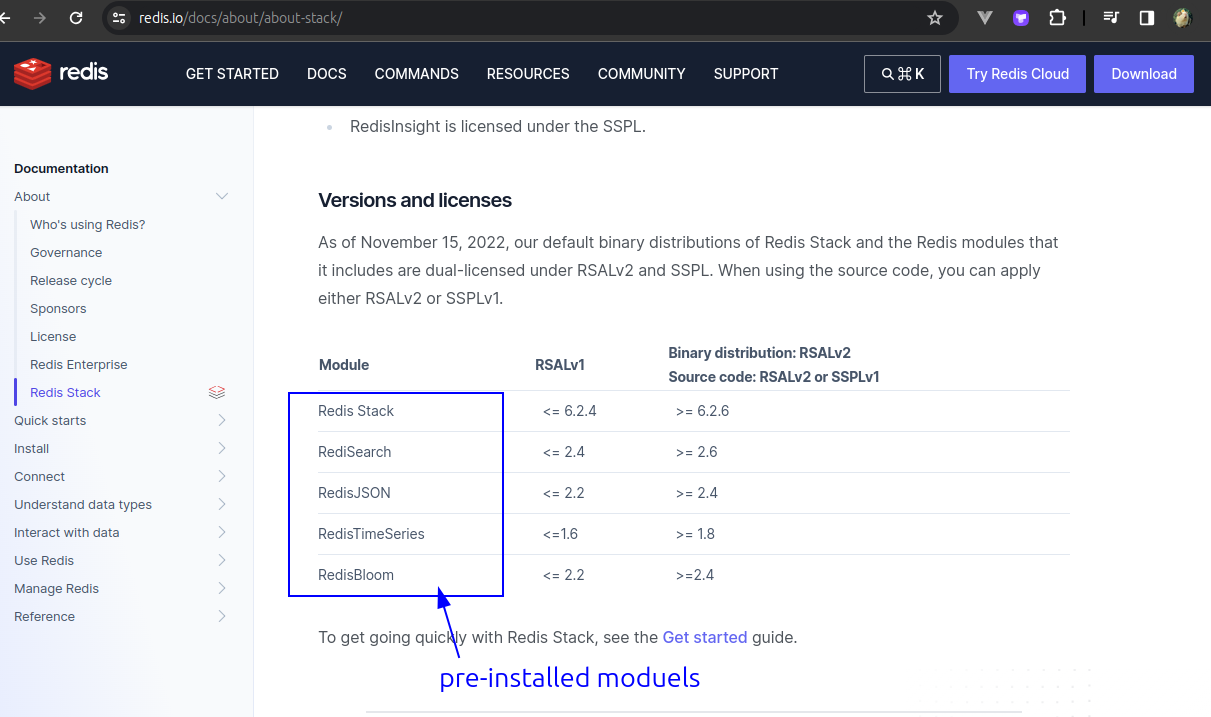 redis.io/docs/about/about-stack/
redis
GET STARTED DOCS COMMANDS RESOURCES COMMUNITY SUPPORT
⌘ K
Try Redis Cloud
Download
Documentation
About
Who's using Redis?
Governance
Release cycle
Sponsors
License
Redis Enterprise
Redis Stack
Quick starts
Install
Connect
Understand data types
Interact with data
Use Redis
Manage Redis
Reference
RedisInsight is licensed under the SSPL.
Versions and licenses
As of November 15, 2022, our default binary distributions of Redis Stack and the Redis modules that
it includes are dual-licensed under RSALv2 and SSPL. When using the source code, you can apply
either RSALv2 or SSPLv1.
Module RSALv1 Binary distribution: RSALv2
Source code: RSALv2 or SSPLv1
Redis Stack <= 6.2.4 >= 6.2.6
RediSearch <= 2.4 >= 2.6
RedisJSON <= 2.2 >= 2.4
RedisTimeSeries <=1.6 >= 1.8
RedisBloom <= 2.2 >=2.4
To get going quickly with Redis Stack, see the Get started guide.
pre-installed moduels